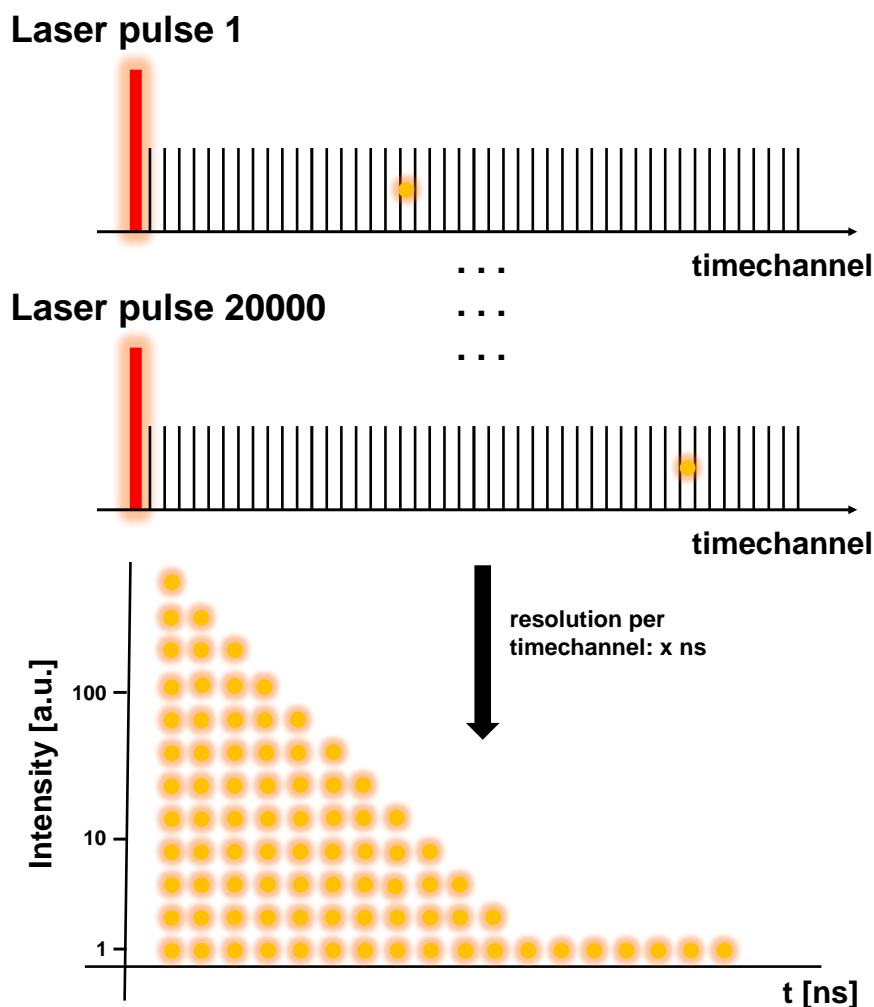 Laser pulse 1
timechannel
. . .
Laser pulse 20000
. . .
. . .
timechannel
resolution per
timechannel: x ns
Intensity [a.u.]
100
10
1
t [ns]